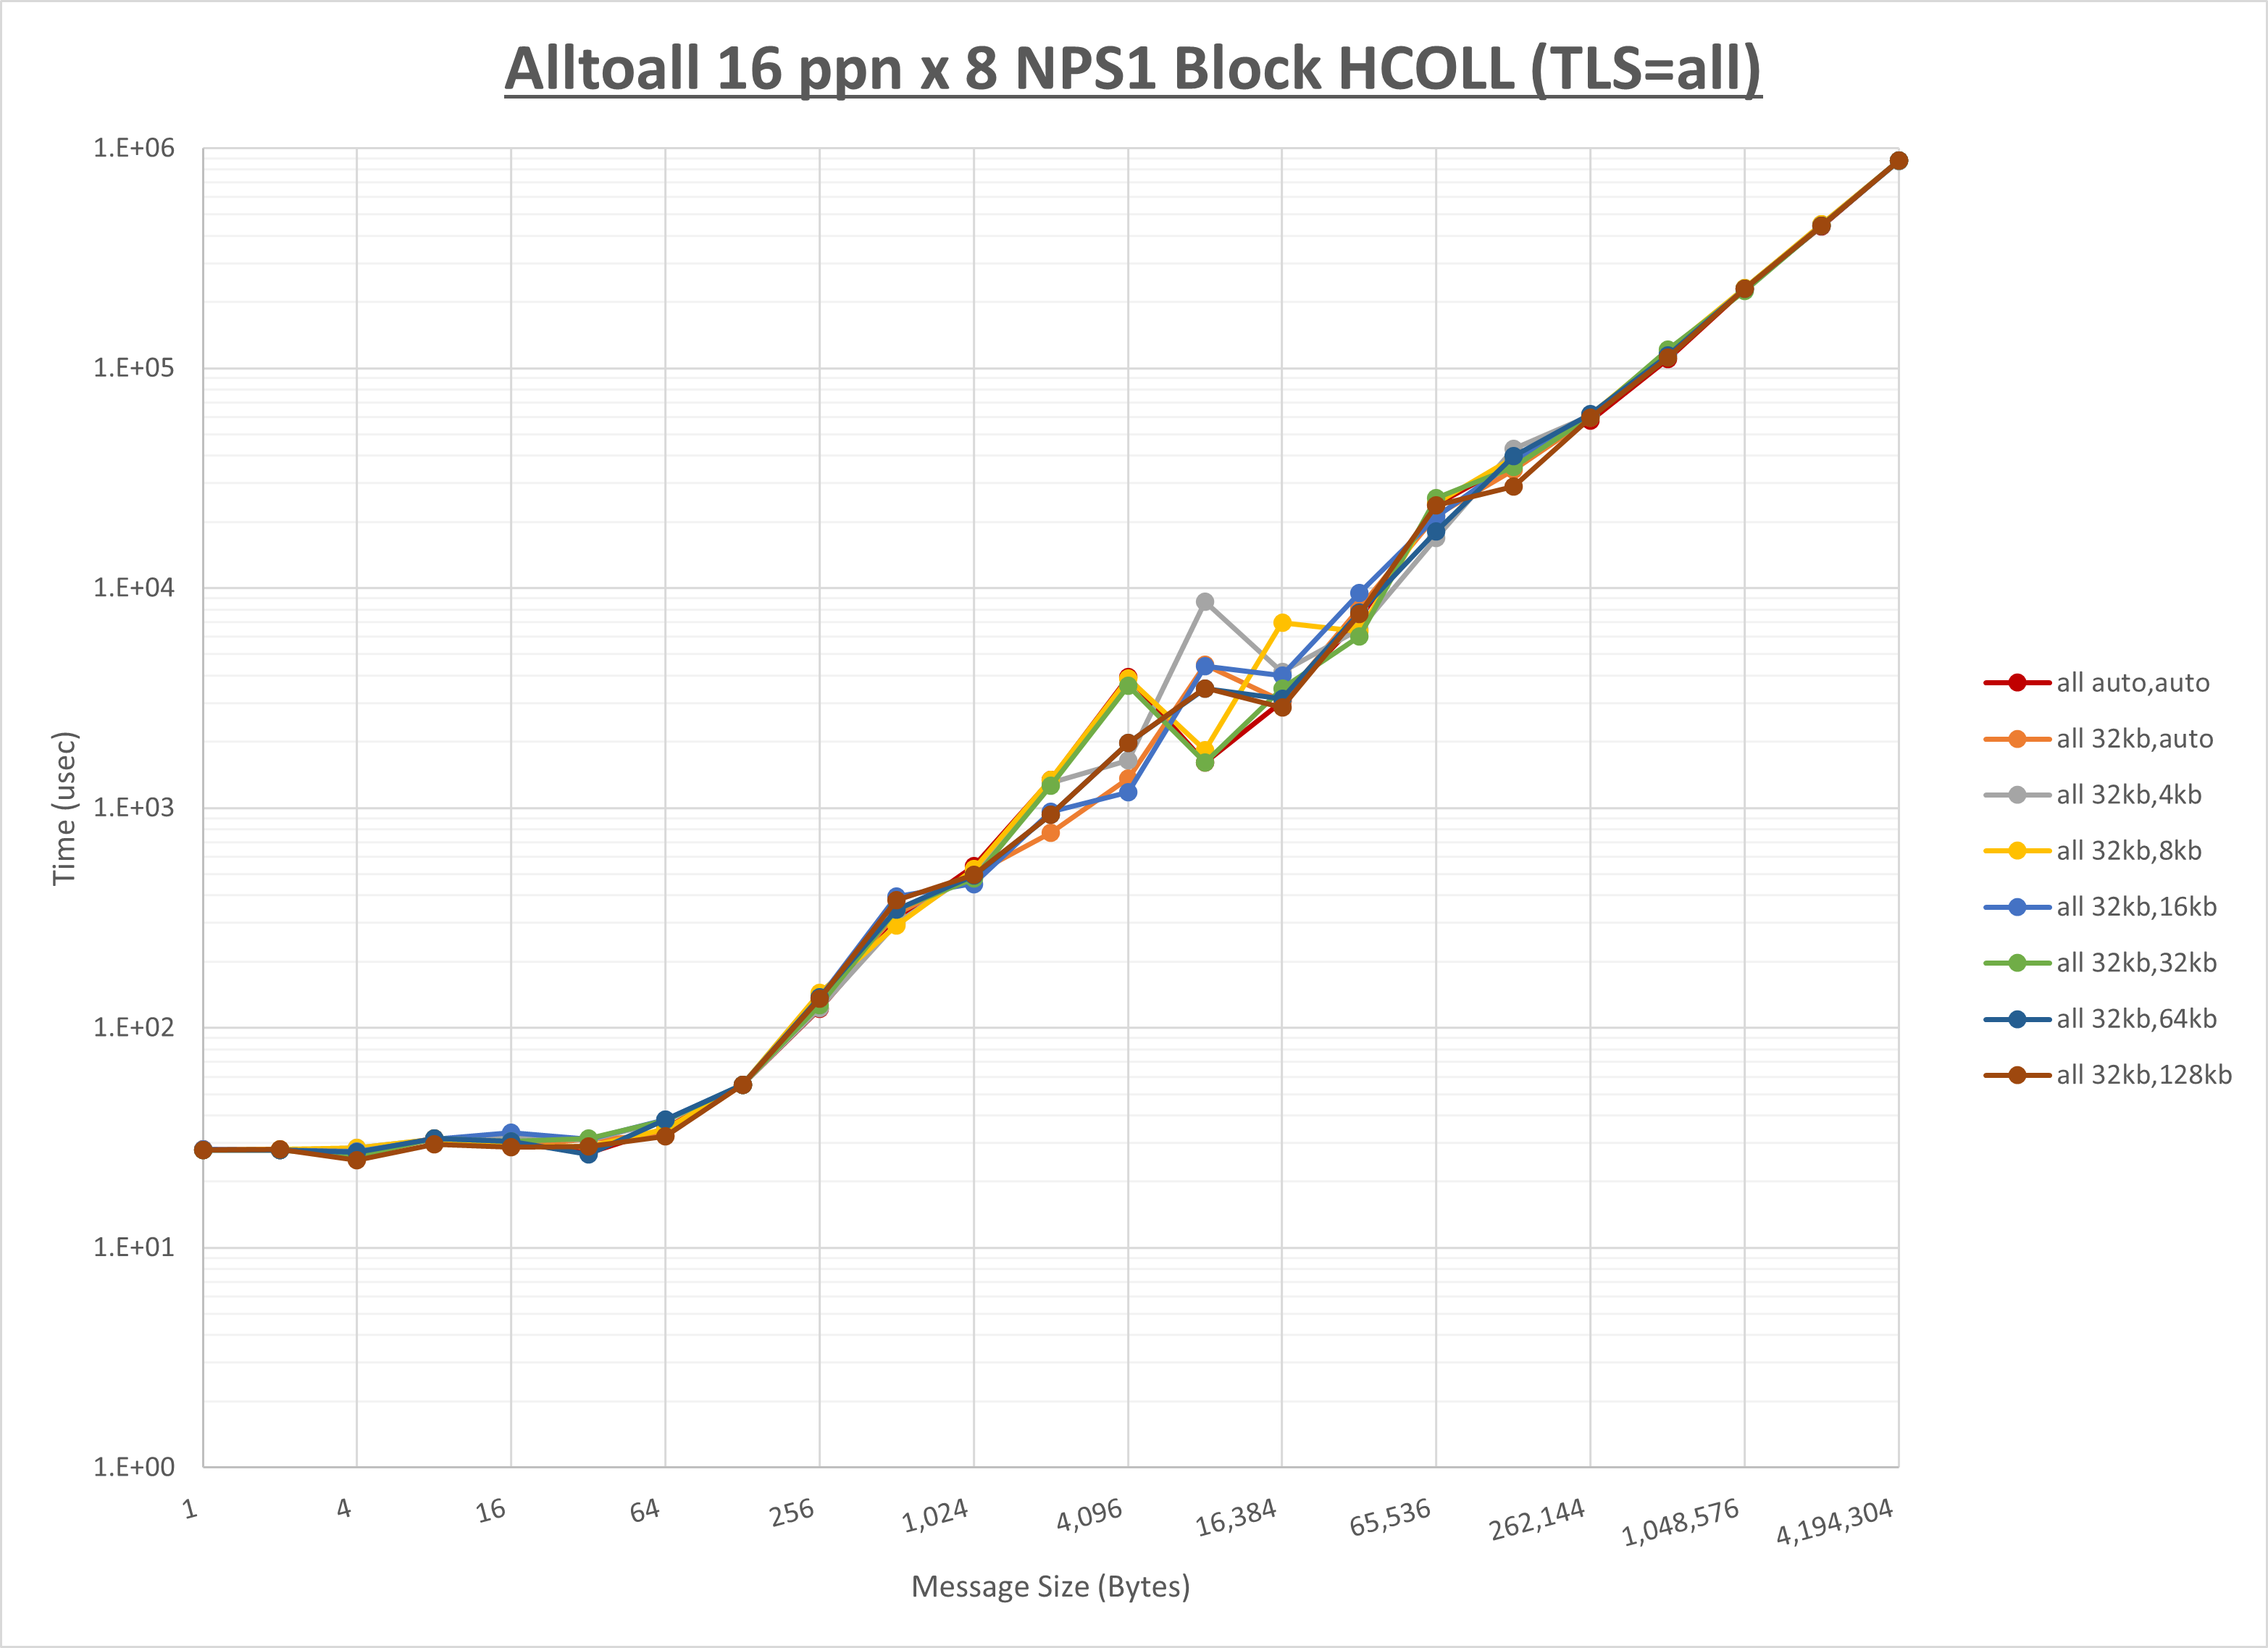 Alltoall 16 ppn x 8 NPS1 Block HCOLL (TLS=all)
1.E+06
1.E+05
1.E+04
1.E+03
1.E+02
1.E+01
1.E+00
Time (usec)
1
4
16
64
256
1,024
4,096
16,384
65,536
262,144
1,048,576
4,194,304
Message Size (Bytes)
all auto,auto
all 32kb,auto
all 32kb,4kb
all 32kb,8kb
all 32kb,16kb
all 32kb,32kb
all 32kb,64kb
all 32kb,128kb